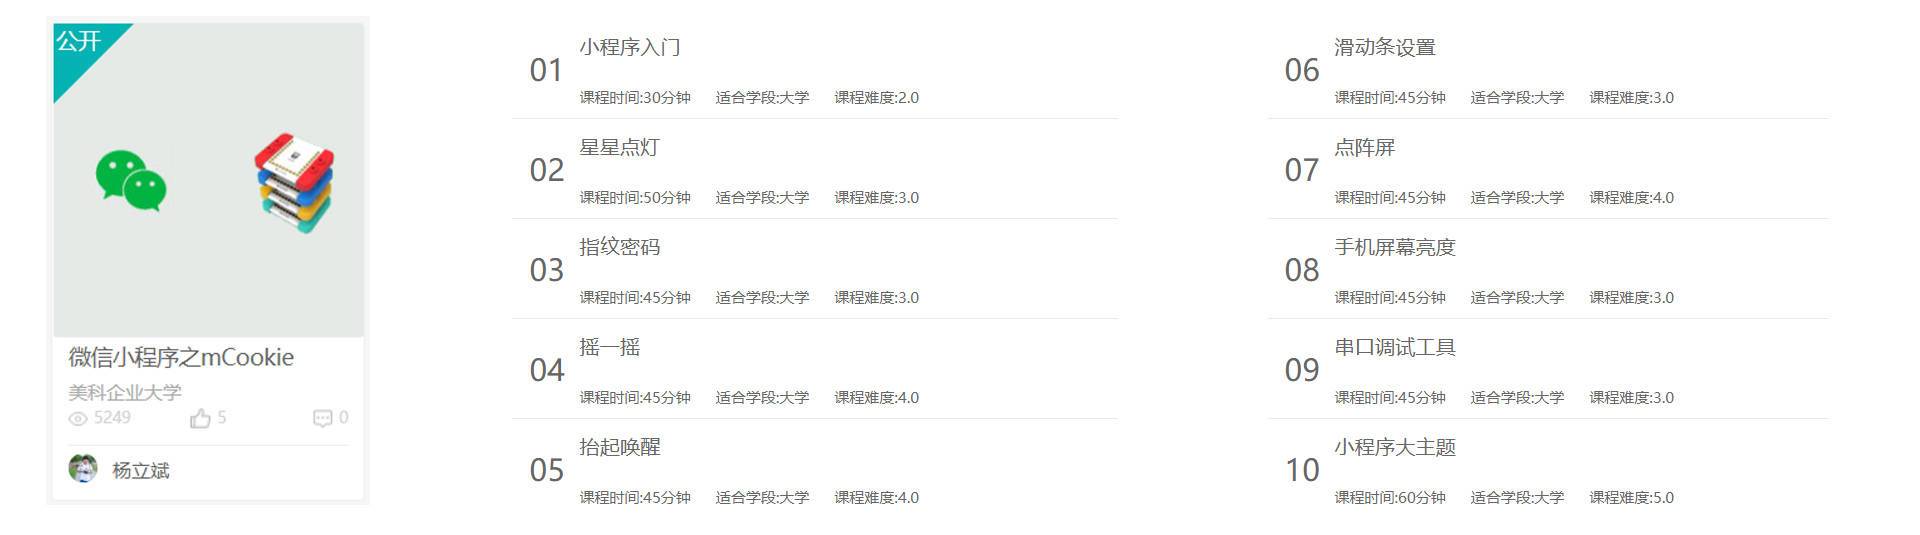 公开
微信小程序之mCookie
美科企业大学
5249 5 0
杨立斌
01 小程序入门
课程时间:30分钟 适合学段:大学 课程难度:2.0
02 星星点灯
课程时间:50分钟 适合学段:大学 课程难度:3.0
03 指纹密码
课程时间:45分钟 适合学段:大学 课程难度:3.0
04 摇一摇
课程时间:45分钟 适合学段:大学 课程难度:4.0
05 抬起唤醒
课程时间:45分钟 适合学段:大学 课程难度:4.0
06 滑动条设置
课程时间:45分钟 适合学段:大学 课程难度:3.0
07 点阵屏
课程时间:45分钟 适合学段:大学 课程难度:4.0
08 手机屏幕亮度
课程时间:45分钟 适合学段:大学 课程难度:3.0
09 串口调试工具
课程时间:45分钟 适合学段:大学 课程难度:3.0
10 小程序大主题
课程时间:60分钟 适合学段:大学 课程难度:5.0